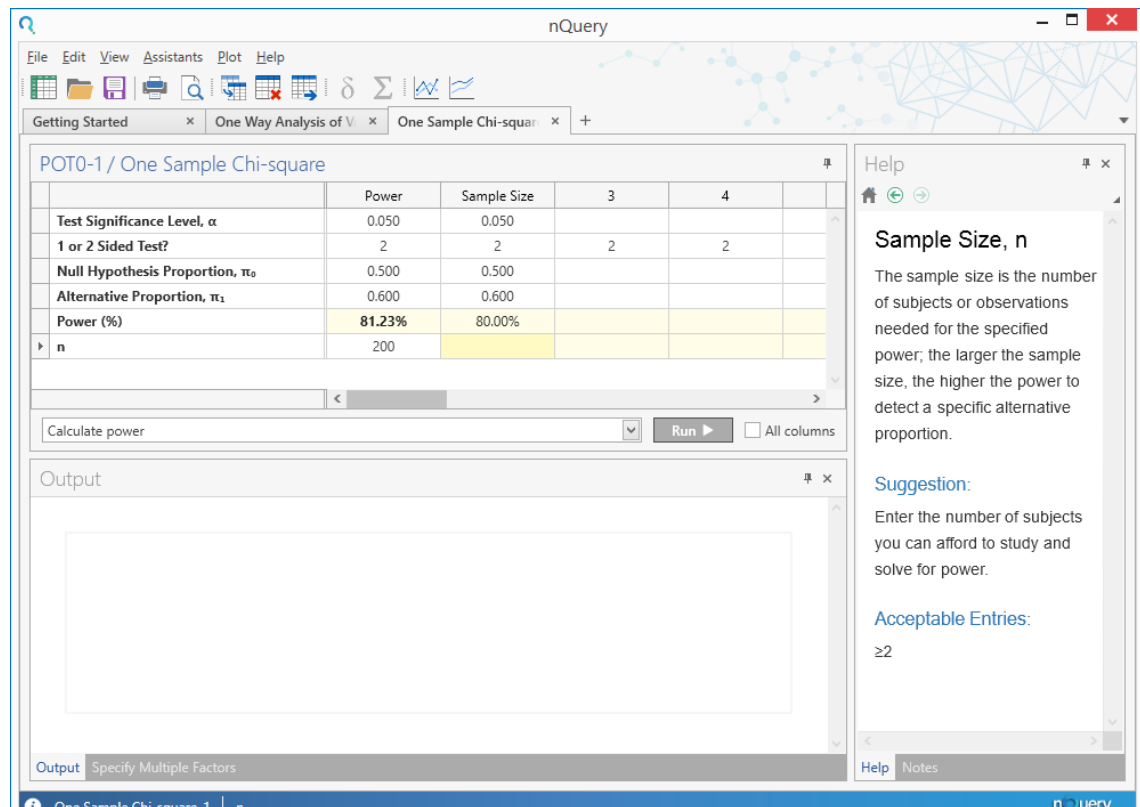 nQuery
File Edit View Assistants Plot Help
δ Σ
Getting Started × One Way Analysis of V × One Sample Chi-squar × +
POT0-1 / One Sample Chi-square
Power Sample Size 3 4
Test Significance Level, α 0.050 0.050
1 or 2 Sided Test? 2 2 2 2
Null Hypothesis Proportion, π₀ 0.500 0.500
Alternative Proportion, π₁ 0.600 0.600
Power (%) 81.23% 80.00%
n 200
Calculate power Run All columns
Output
Output Specify Multiple Factors
Help
Sample Size, n
The sample size is the number
of subjects or observations
needed for the specified
power; the larger the sample
size, the higher the power to
detect a specific alternative
proportion.
Suggestion:
Enter the number of subjects
you can afford to study and
solve for power.
Acceptable Entries:
≥2
Help Notes
One Sample Chi-square-1 | n
nQuery